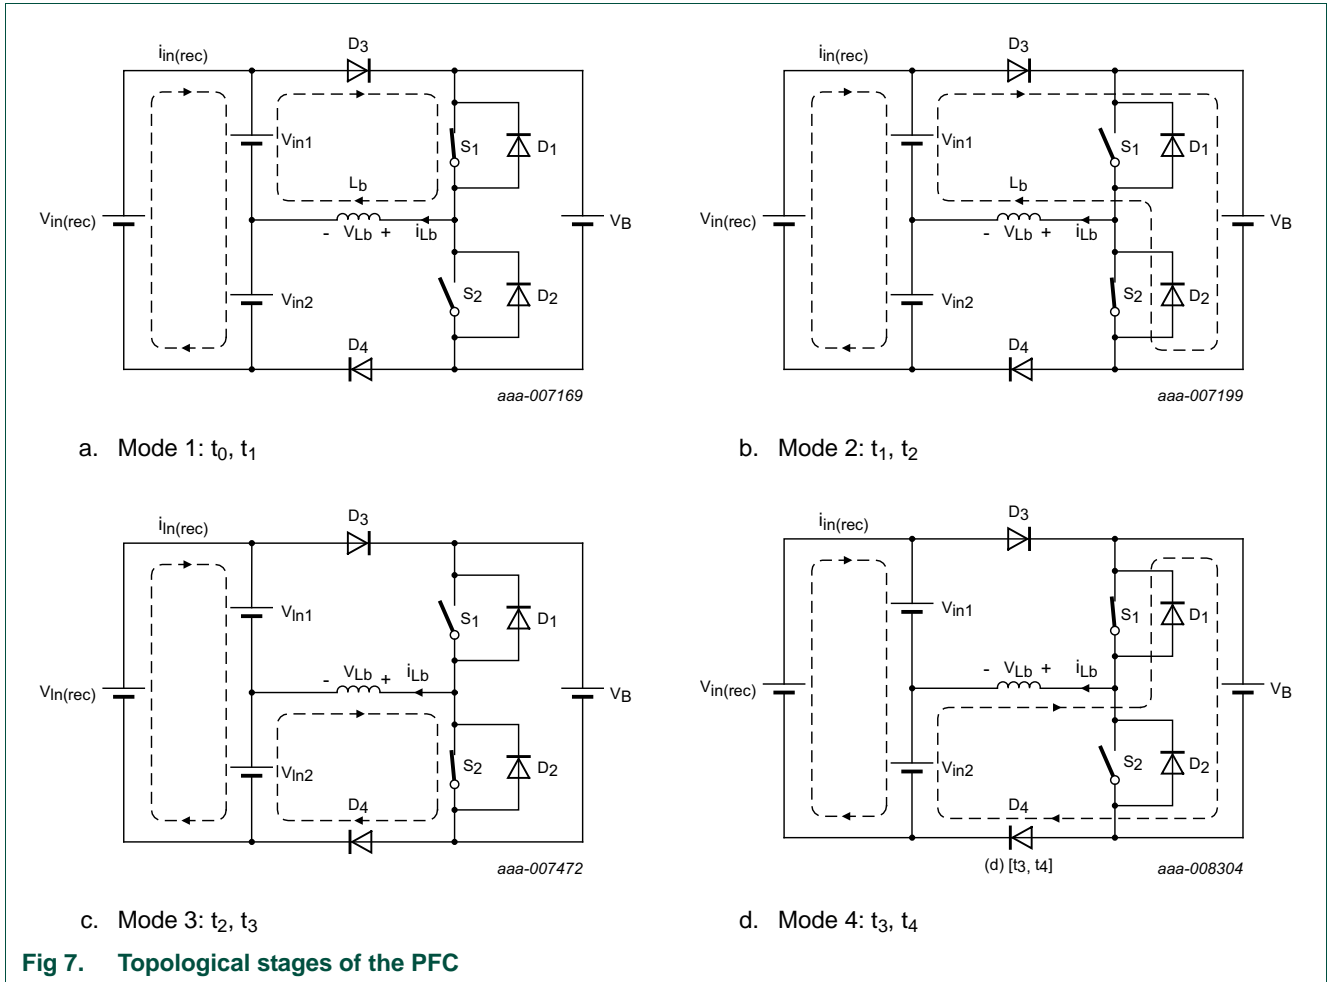 iin(rec)
D3
Vin1
S1
D1
Lb
Vin(rec)
- VLb + iLb
VB
Vin2
S2
D2
D4
aaa-007169
a. Mode 1: t0, t1
iin(rec)
D3
Vin1
S1
D1
Lb
Vin(rec)
- VLb + iLb
VB
Vin2
S2
D2
D4
aaa-007199
b. Mode 2: t1, t2
iIn(rec)
D3
VIn1
S1
D1
VIn(rec)
- VLb + iLb
VB
VIn2
S2
D2
D4
aaa-007472
c. Mode 3: t2, t3
iin(rec)
D3
Vin1
S1
D1
Vin(rec)
- VLb + iLb
VB
Vin2
S2
D2
D4
(d) [t3, t4]
aaa-008304
d. Mode 4: t3, t4
Fig 7. Topological stages of the PFC